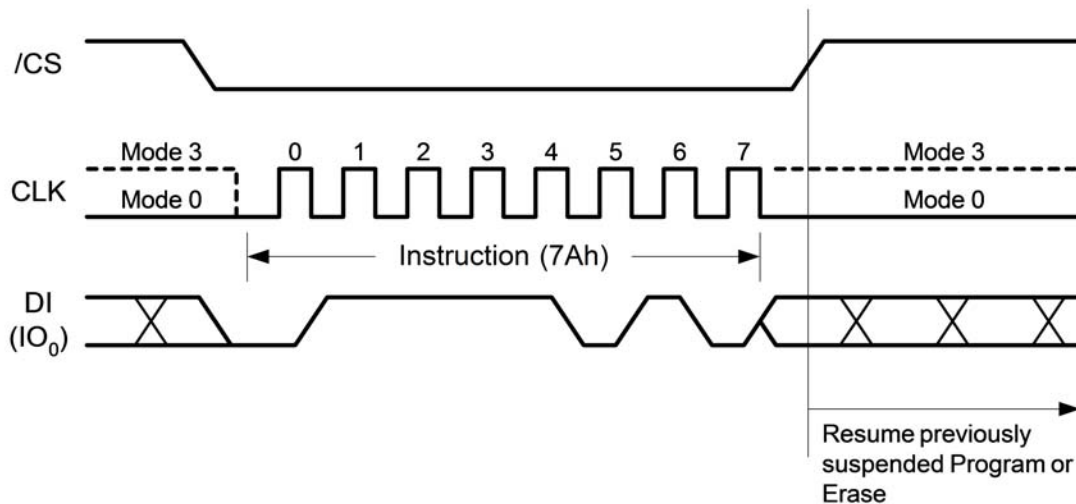 /CS
Mode 3
0 1 2 3 4 5 6 7
Mode 3
CLK
Mode 0
Mode 0
Instruction (7Ah)
DI
(IO0)
Resume previously
suspended Program or
Erase